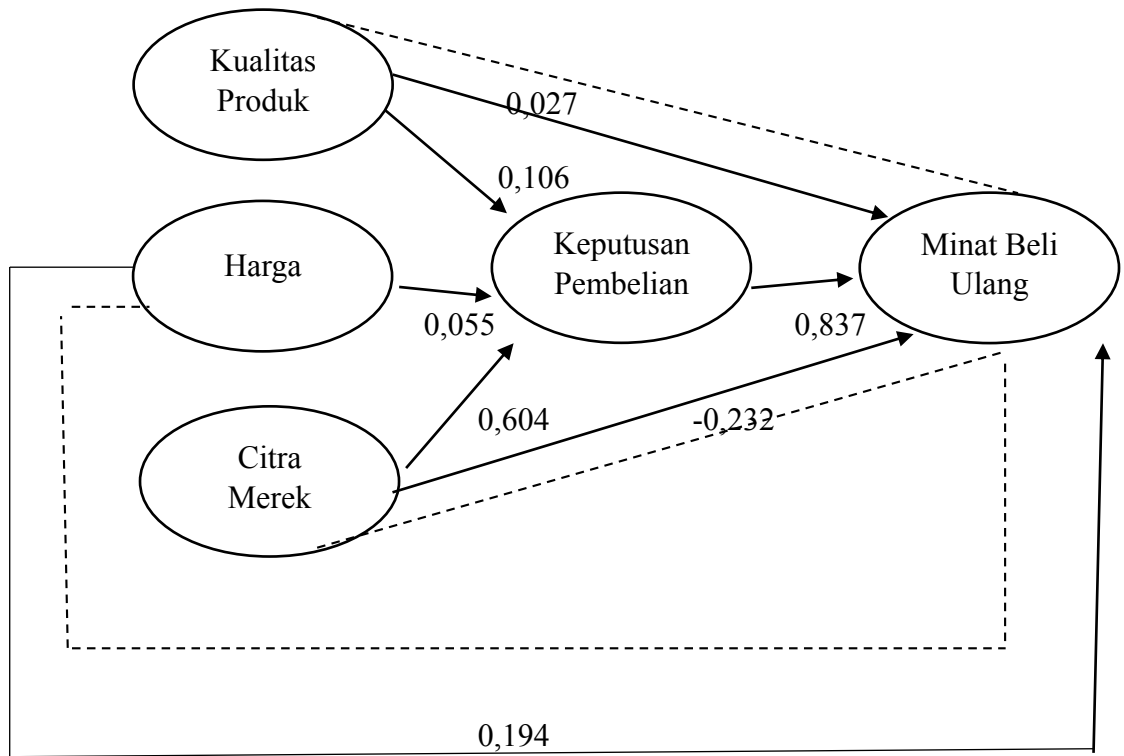 Kualitas
Produk
0,027
0,106
Harga
Keputusan
Pembelian
Minat Beli
Ulang
0,055
0,837
0,604
-0,232
Citra
Merek
0,194